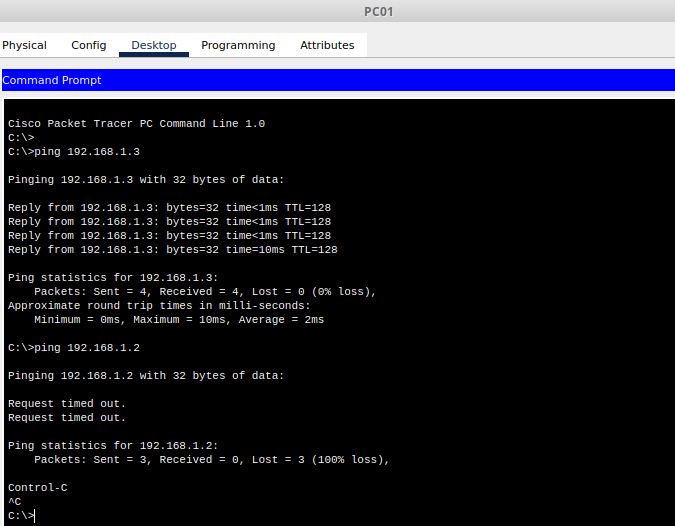 PC01
Physical Config Desktop Programming Attributes
Command Prompt
Cisco Packet Tracer PC Command Line 1.0
C:\>
C:\>ping 192.168.1.3
Pinging 192.168.1.3 with 32 bytes of data:
Reply from 192.168.1.3: bytes=32 time<1ms TTL=128
Reply from 192.168.1.3: bytes=32 time<1ms TTL=128
Reply from 192.168.1.3: bytes=32 time<1ms TTL=128
Reply from 192.168.1.3: bytes=32 time=10ms TTL=128
Ping statistics for 192.168.1.3:
    Packets: Sent = 4, Received = 4, Lost = 0 (0% loss),
Approximate round trip times in milli-seconds:
    Minimum = 0ms, Maximum = 10ms, Average = 2ms
C:\>ping 192.168.1.2
Pinging 192.168.1.2 with 32 bytes of data:
Request timed out.
Request timed out.
Ping statistics for 192.168.1.2:
    Packets: Sent = 3, Received = 0, Lost = 3 (100% loss),
Control-C
^C
C:\>